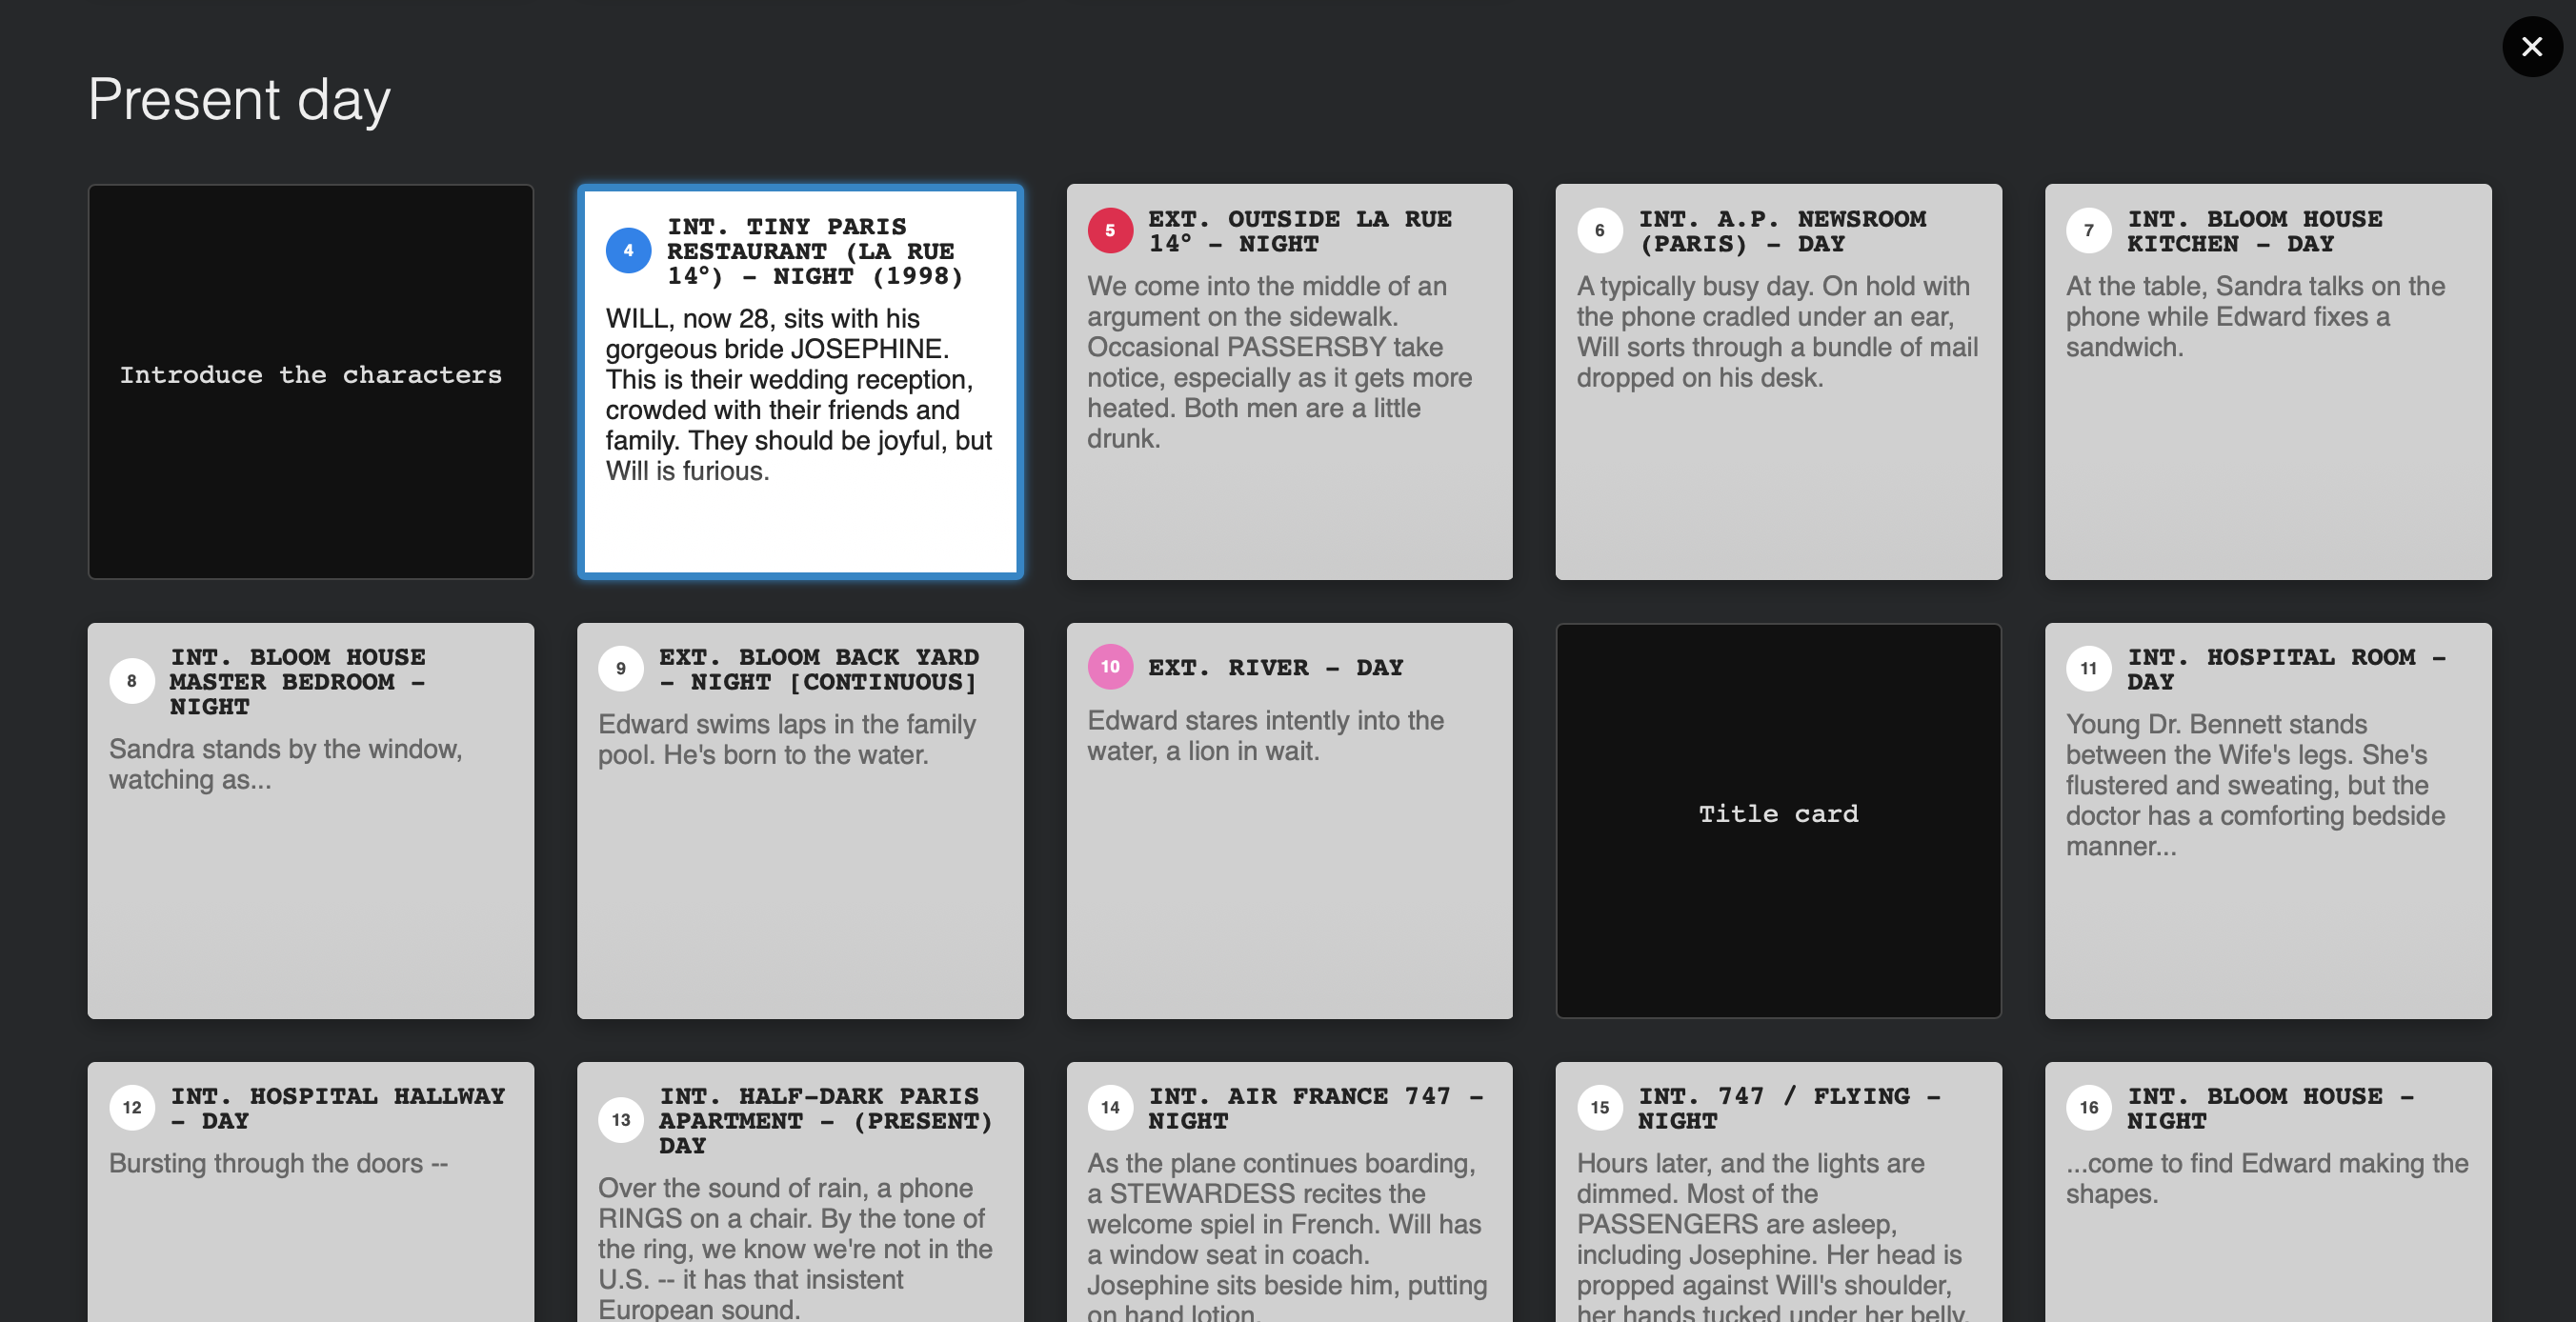 Present day
Introduce the characters
4
INT. TINY PARIS
RESTAURANT (LA RUE
14°) - NIGHT (1998)
WILL, now 28, sits with his
gorgeous bride JOSEPHINE.
This is their wedding reception,
crowded with their friends and
family. They should be joyful, but
Will is furious.
5
EXT. OUTSIDE LA RUE
14° - NIGHT
We come into the middle of an
argument on the sidewalk.
Occasional PASSERSBY take
notice, especially as it gets more
heated. Both men are a little
drunk.
6
INT. A.P. NEWSROOM
(PARIS) - DAY
A typically busy day. On hold with
the phone cradled under an ear,
Will sorts through a bundle of mail
dropped on his desk.
7
INT. BLOOM HOUSE
KITCHEN - DAY
At the table, Sandra talks on the
phone while Edward fixes a
sandwich.
8
INT. BLOOM HOUSE
MASTER BEDROOM -
NIGHT
Sandra stands by the window,
watching as...
9
EXT. BLOOM BACK YARD
- NIGHT [CONTINUOUS]
Edward swims laps in the family
pool. He's born to the water.
10
EXT. RIVER - DAY
Edward stares intently into the
water, a lion in wait.
Title card
11
INT. HOSPITAL ROOM -
DAY
Young Dr. Bennett stands
between the Wife's legs. She's
flustered and sweating, but the
doctor has a comforting bedside
manner...
12
INT. HOSPITAL HALLWAY
- DAY
Bursting through the doors --
13
INT. HALF-DARK PARIS
APARTMENT - (PRESENT)
DAY
Over the sound of rain, a phone
RINGS on a chair. By the tone of
the ring, we know we're not in the
U.S. -- it has that insistent
European sound.
14
INT. AIR FRANCE 747 -
NIGHT
As the plane continues boarding,
a STEWARDESS recites the
welcome spiel in French. Will has
a window seat in coach.
Josephine sits beside him, putting
on hand lotion.
15
INT. 747 / FLYING -
NIGHT
Hours later, and the lights are
dimmed. Most of the
PASSENGERS are asleep,
including Josephine. Her head is
propped against Will's shoulder,
her hands tucked under her belly.
16
INT. BLOOM HOUSE -
NIGHT
...come to find Edward making the
shapes.